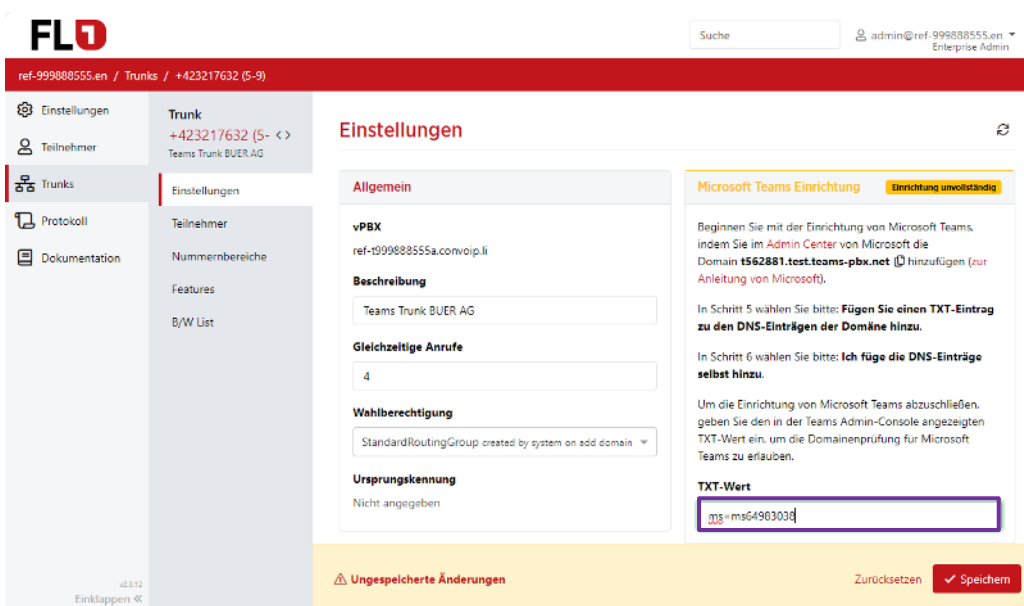 FL1
Suche
admin@ref-999888555.en
Enterprise Admin
ref-999888555.en / Trunks / +423217632 (5-9)
Einstellungen
Teilnehmer
Trunks
Protokoll
Dokumentation
v2.3.12
Einklappen
Trunk
+423217632 (5-
Teams Trunk BUER AG
Einstellungen
Teilnehmer
Nummernbereiche
Features
B/W List
Einstellungen
Allgemein
vPBX
ref-t999888555a.convoip.li
Beschreibung
Teams Trunk BUER AG
Gleichzeitige Anrufe
4
Wahlberechtigung
StandardRoutingGroup created by system on add domain
Ursprungskennung
Nicht angegeben
Microsoft Teams Einrichtung
Einrichtung unvollständig
Beginnen Sie mit der Einrichtung von Microsoft Teams,
indem Sie im Admin Center von Microsoft die
Domain t562881.test.teams-pbx.net hinzufügen (zur
Anleitung von Microsoft).
In Schritt 5 wählen Sie bitte: Fügen Sie einen TXT-Eintrag
zu den DNS-Einträgen der Domäne hinzu.
In Schritt 6 wählen Sie bitte: Ich füge die DNS-Einträge
selbst hinzu.
Um die Einrichtung von Microsoft Teams abzuschließen,
geben Sie den in der Teams Admin-Console angezeigten
TXT-Wert ein, um die Domainenprüfung für Microsoft
Teams zu erlauben.
TXT-Wert
ms=ms64983038
Ungespeicherte Änderungen
Zurücksetzen
Speichern